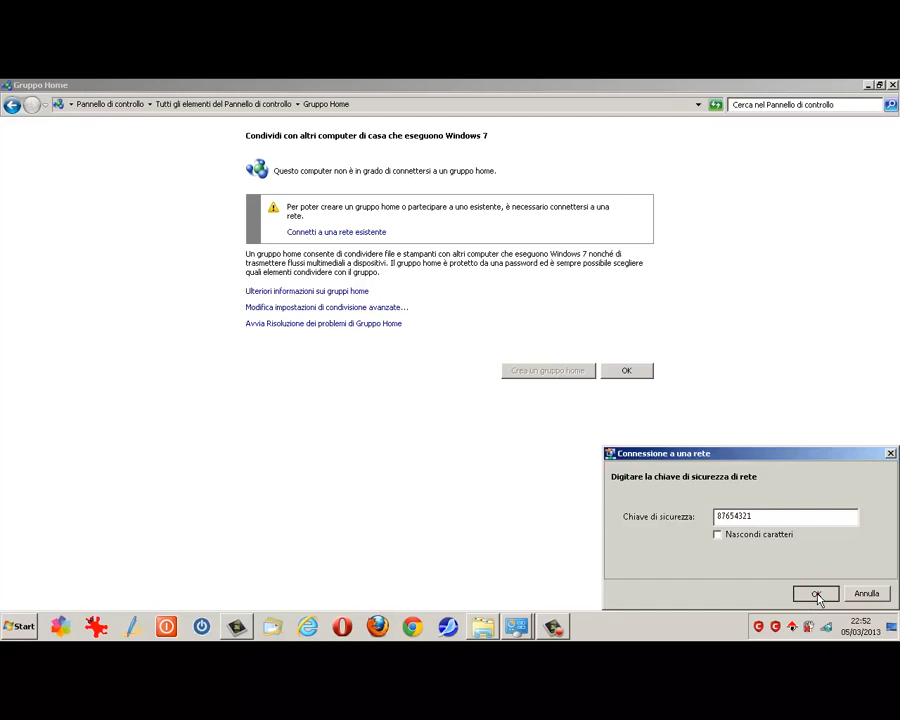 Gruppo Home
Pannello di controllo
Tutti gli elementi del Pannello di controllo
Gruppo Home
Cerca nel Pannello di controllo
Condividi con altri computer di casa che eseguono Windows 7
Questo computer non è in grado di connettersi a un gruppo home.
Per poter creare un gruppo home o partecipare a uno esistente, è necessario connettersi a una
rete.
Connetti a una rete esistente
Un gruppo home consente di condividere file e stampanti con altri computer che eseguono Windows 7 nonché di
trasmettere flussi multimediali a dispositivi. Il gruppo home è protetto da una password ed è sempre possibile scegliere
quali elementi condividere con il gruppo.
Ulteriori informazioni sui gruppi home
Modifica impostazioni di condivisione avanzate...
Avvia Risoluzione dei problemi di Gruppo Home
Crea un gruppo home
OK
Connessione a una rete
Digitare la chiave di sicurezza di rete
Chiave di sicurezza:
87654321
Nascondi caratteri
OK
Annulla
Start
22:52
05/03/2013